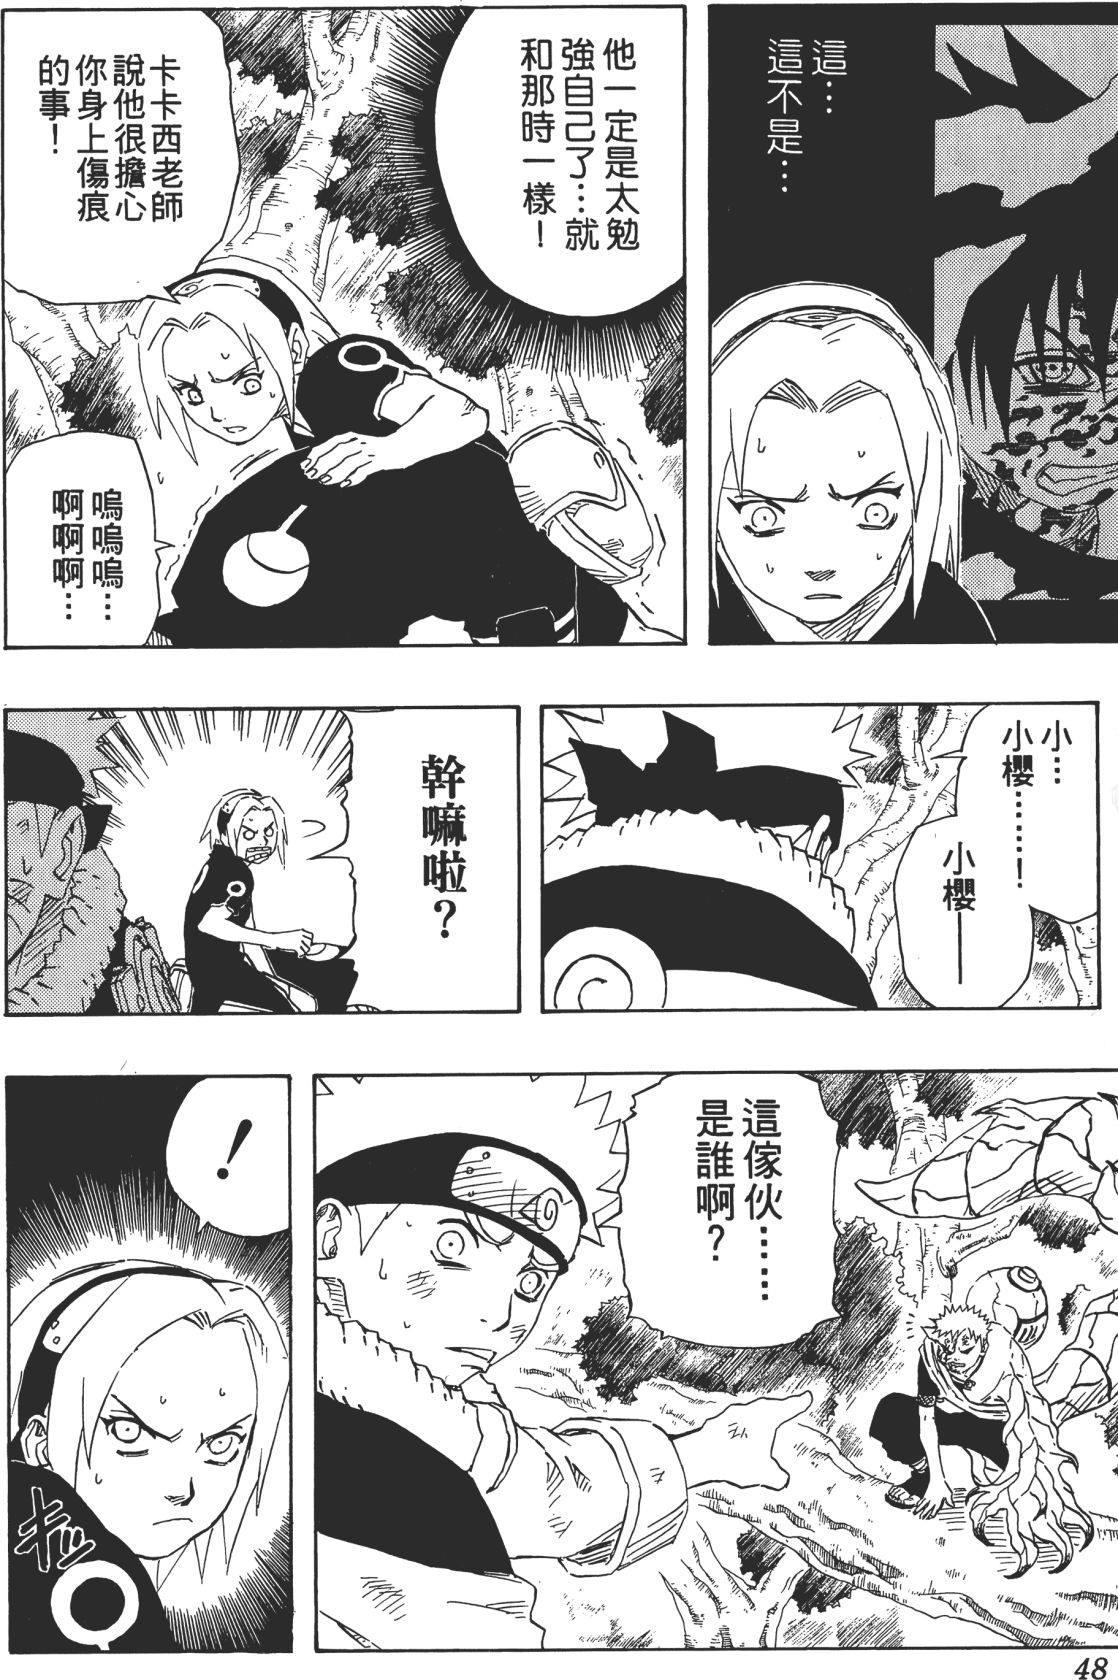 這…
這不是…
他一定是太勉
強自己了…就
和那時一樣！
卡卡西老師
說他很擔心
你身上傷痕
的事！
嗚嗚嗚…
啊啊啊…
小…
小櫻……！
小櫻——
幹嘛啦？
這傢伙……
是誰啊？
！
キッ
48